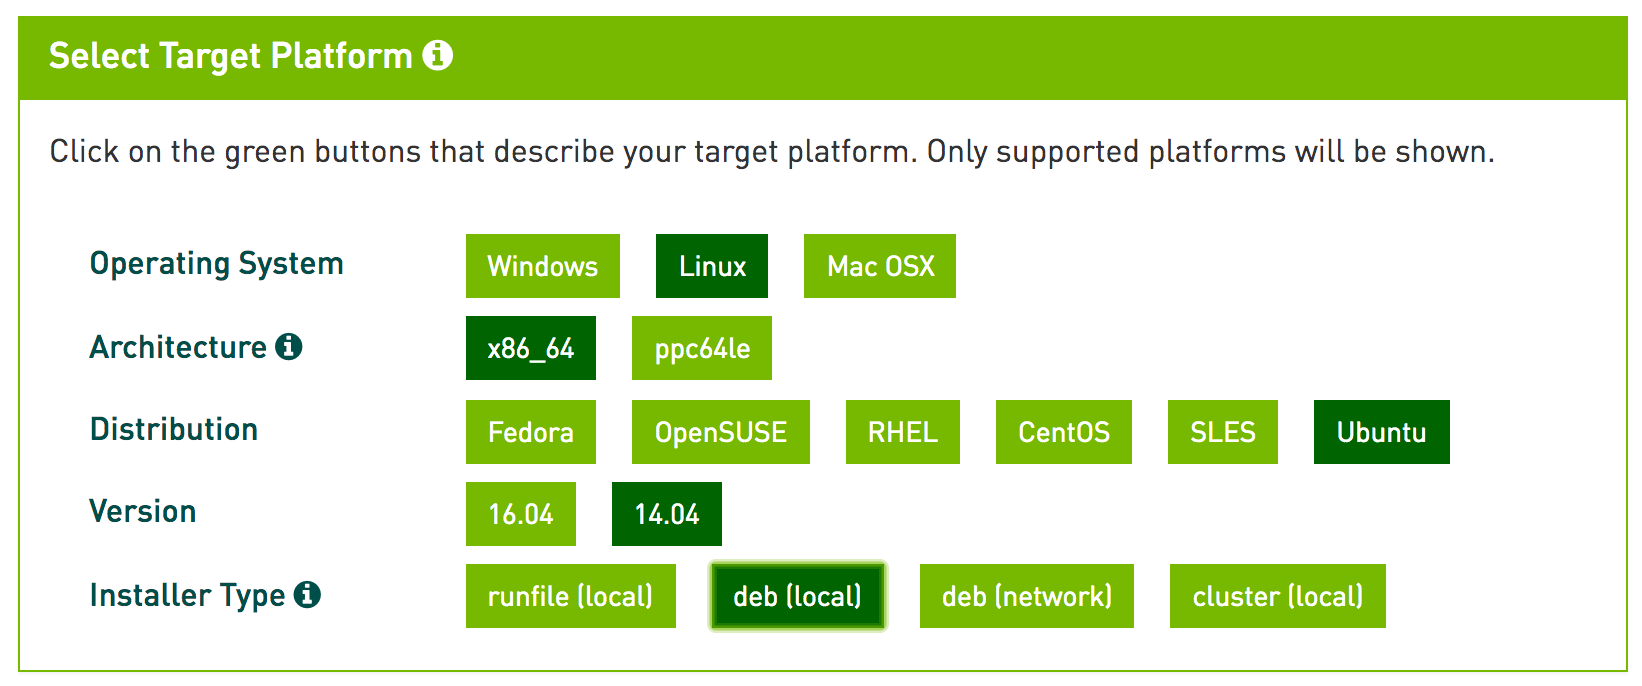 Select Target Platform
Click on the green buttons that describe your target platform. Only supported platforms will be shown.
Operating System Windows Linux Mac OSX
Architecture x86_64 ppc64le
Distribution Fedora OpenSUSE RHEL CentOS SLES Ubuntu
Version 16.04 14.04
Installer Type runfile (local) deb (local) deb (network) cluster (local)